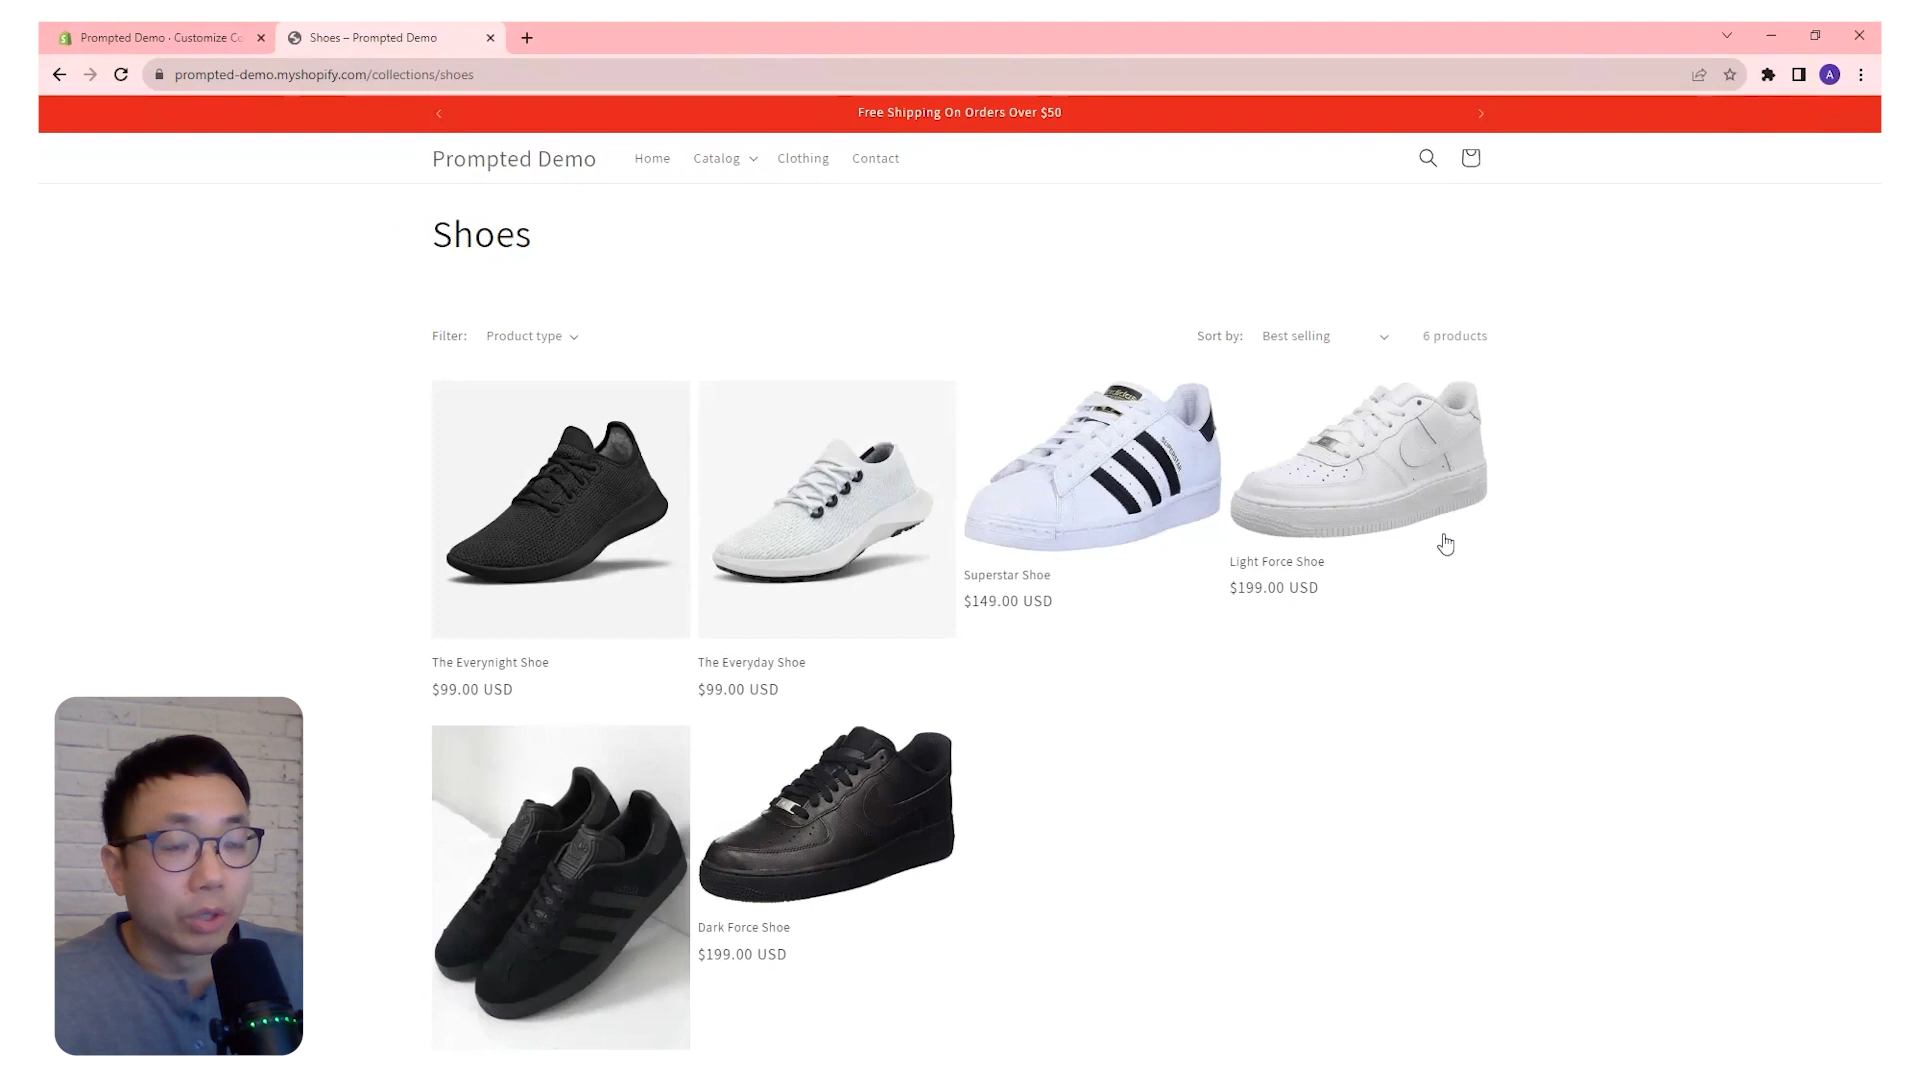 Prompted Demo · Customize Co
Shoes – Prompted Demo
prompted-demo.myshopify.com/collections/shoes
A
Free Shipping On Orders Over $50
Prompted Demo
Home
Catalog
Clothing
Contact
Shoes
Filter:
Product type
Sort by:
Best selling
6 products
adidas
SUPERSTAR
Superstar Shoe
$149.00 USD
Light Force Shoe
$199.00 USD
The Everynight Shoe
$99.00 USD
The Everyday Shoe
$99.00 USD
Dark Force Shoe
$199.00 USD